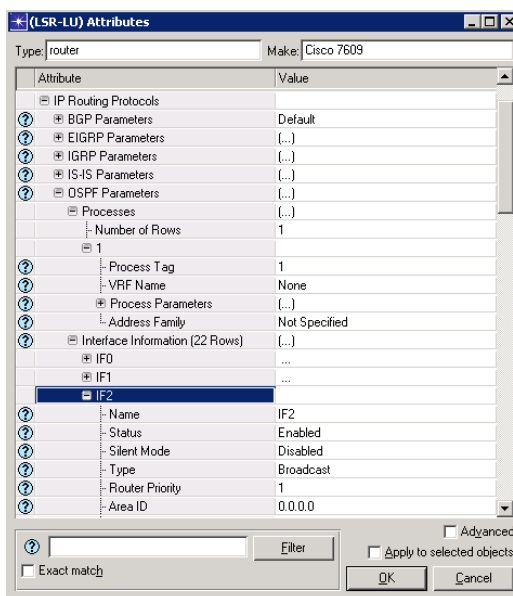 (LSR-LU) Attributes
Type: router Make: Cisco 7609
Attribute Value
IP Routing Protocols
BGP Parameters Default
EIGRP Parameters (...)
IGRP Parameters (...)
IS-IS Parameters (...)
OSPF Parameters (...)
Processes (...)
Number of Rows 1
1
Process Tag 1
VRF Name None
Process Parameters (...)
Address Family Not Specified
Interface Information (22 Rows) (...)
IF0 ...
IF1 ...
IF2
Name IF2
Status Enabled
Silent Mode Disabled
Type Broadcast
Router Priority 1
Area ID 0.0.0.0
Advanced
Filter
Apply to selected objects
Exact match
OK Cancel